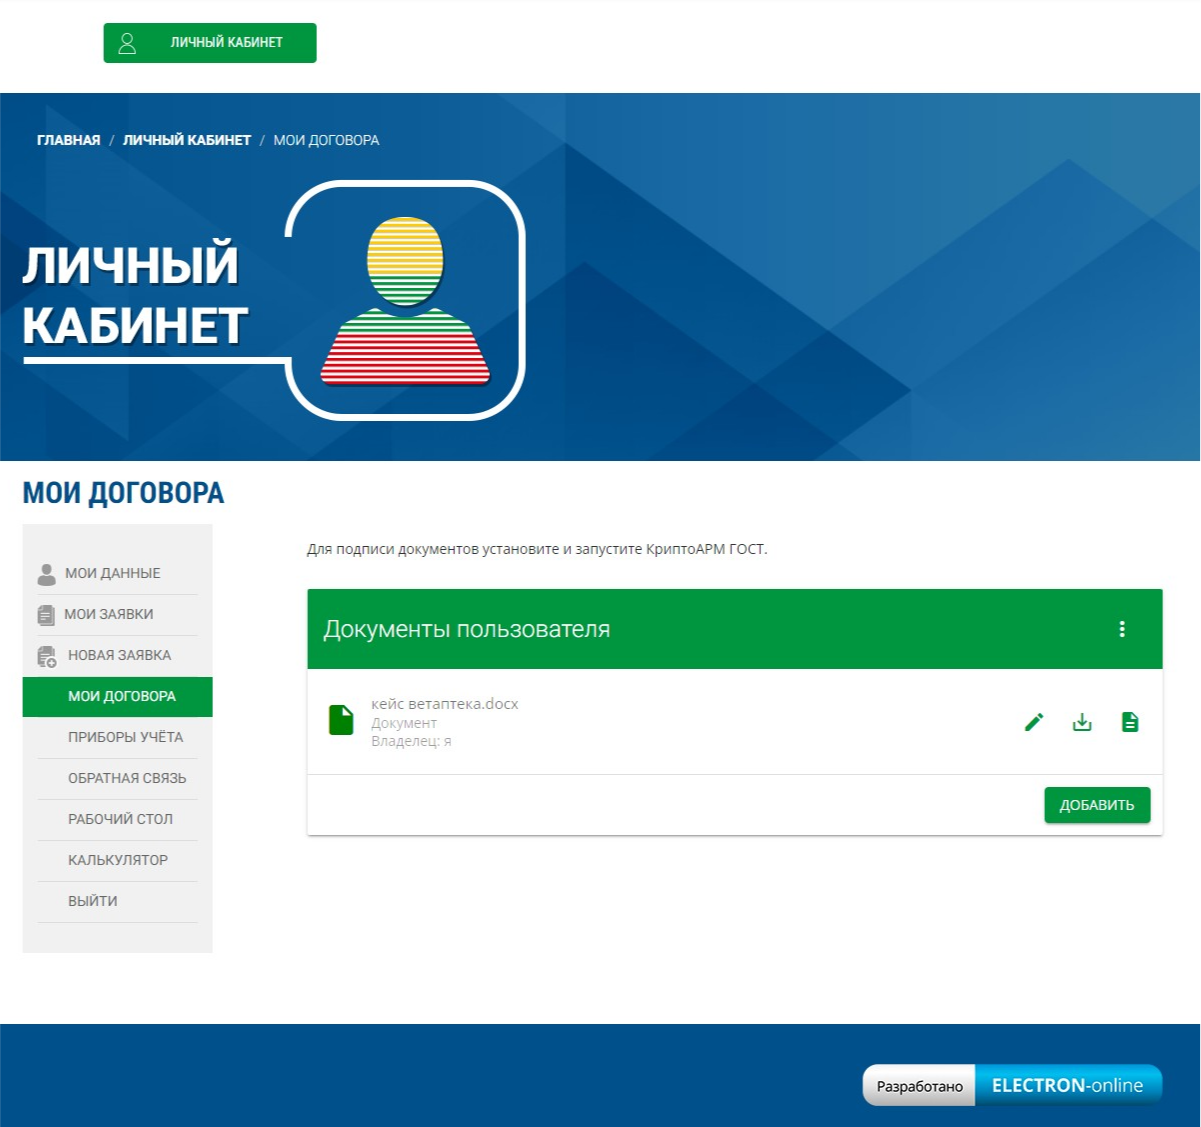 ЛИЧНЫЙ КАБИНЕТ
ГЛАВНАЯ / ЛИЧНЫЙ КАБИНЕТ / МОИ ДОГОВОРА
ЛИЧНЫЙ
КАБИНЕТ
МОИ ДОГОВОРА
МОИ ДАННЫЕ
МОИ ЗАЯВКИ
НОВАЯ ЗАЯВКА
МОИ ДОГОВОРА
ПРИБОРЫ УЧЁТА
ОБРАТНАЯ СВЯЗЬ
РАБОЧИЙ СТОЛ
КАЛЬКУЛЯТОР
ВЫЙТИ
Для подписи документов установите и запустите КриптоАРМ ГОСТ.
Документы пользователя
кейс ветаптека.docx
Документ
Владелец: я
ДОБАВИТЬ
Разработано ELECTRON-online